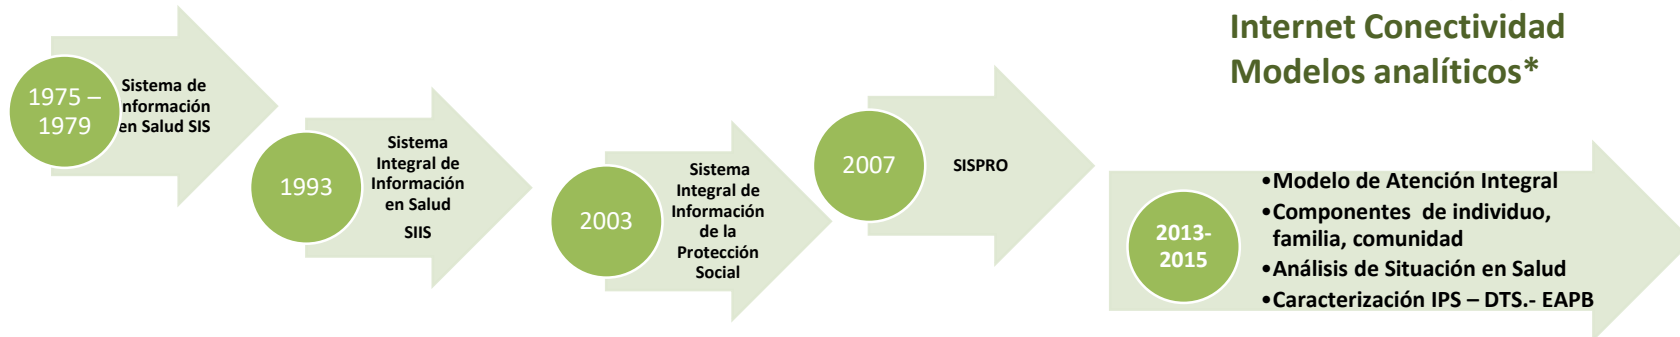 Internet Conectividad
Modelos analíticos*
1975 –
1979
Sistema de
Información
en Salud SIS
1993
Sistema
Integral de
Información
en Salud
SIIS
2003
Sistema
Integral de
Información
de la
Protección
Social
2007
SISPRO
2013-
2015
•Modelo de Atención Integral
•Componentes de individuo,
familia, comunidad
•Análisis de Situación en Salud
•Caracterización IPS – DTS.- EAPB